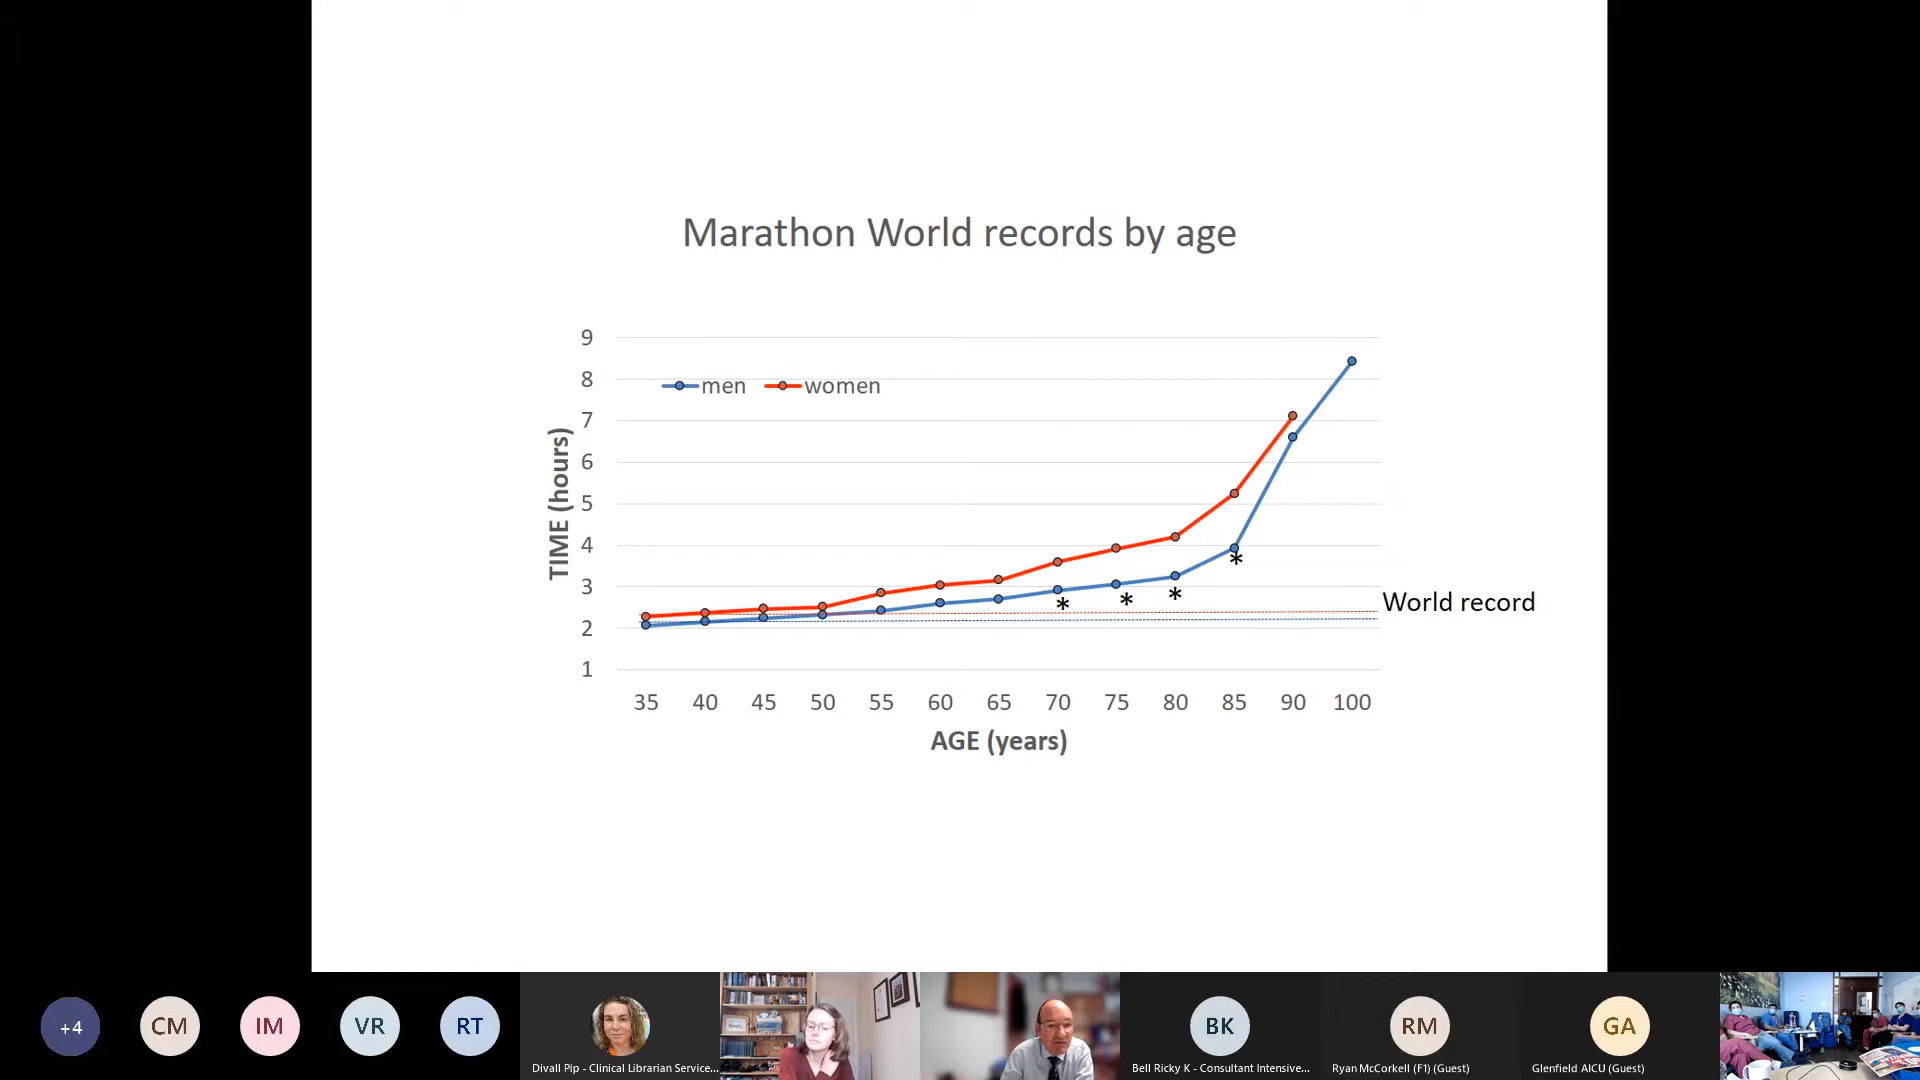 Marathon World records by age
9
8
7
6
5
4
3
2
1
men women
TIME (hours)
* * * *
World record
35 40 45 50 55 60 65 70 75 80 85 90 100
AGE (years)
+4
CM
IM
VR
RT
Divall Pip - Clinical Librarian Service...
BK
Bell Ricky K - Consultant Intensive...
RM
Ryan McCorkell (F1) (Guest)
GA
Glenfield AICU (Guest)